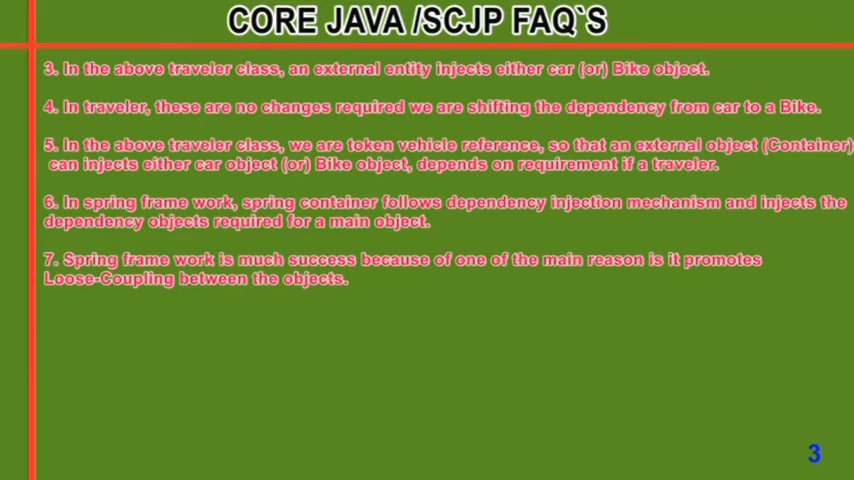 CORE JAVA /SCJP FAQ`S
3. In the above traveler class, an external entity injects either car (or) Bike object.
4. In traveler, these are no changes required we are shifting the dependency from car to a Bike.
5. In the above traveler class, we are token vehicle reference, so that an external object (Container)
can injects either car object (or) Bike object, depends on requirement if a traveler.
6. In spring frame work, spring container follows dependency injection mechanism and injects the
dependency objects required for a main object.
7. Spring frame work is much success because of one of the main reason is it promotes
Loose-Coupling between the objects.
3